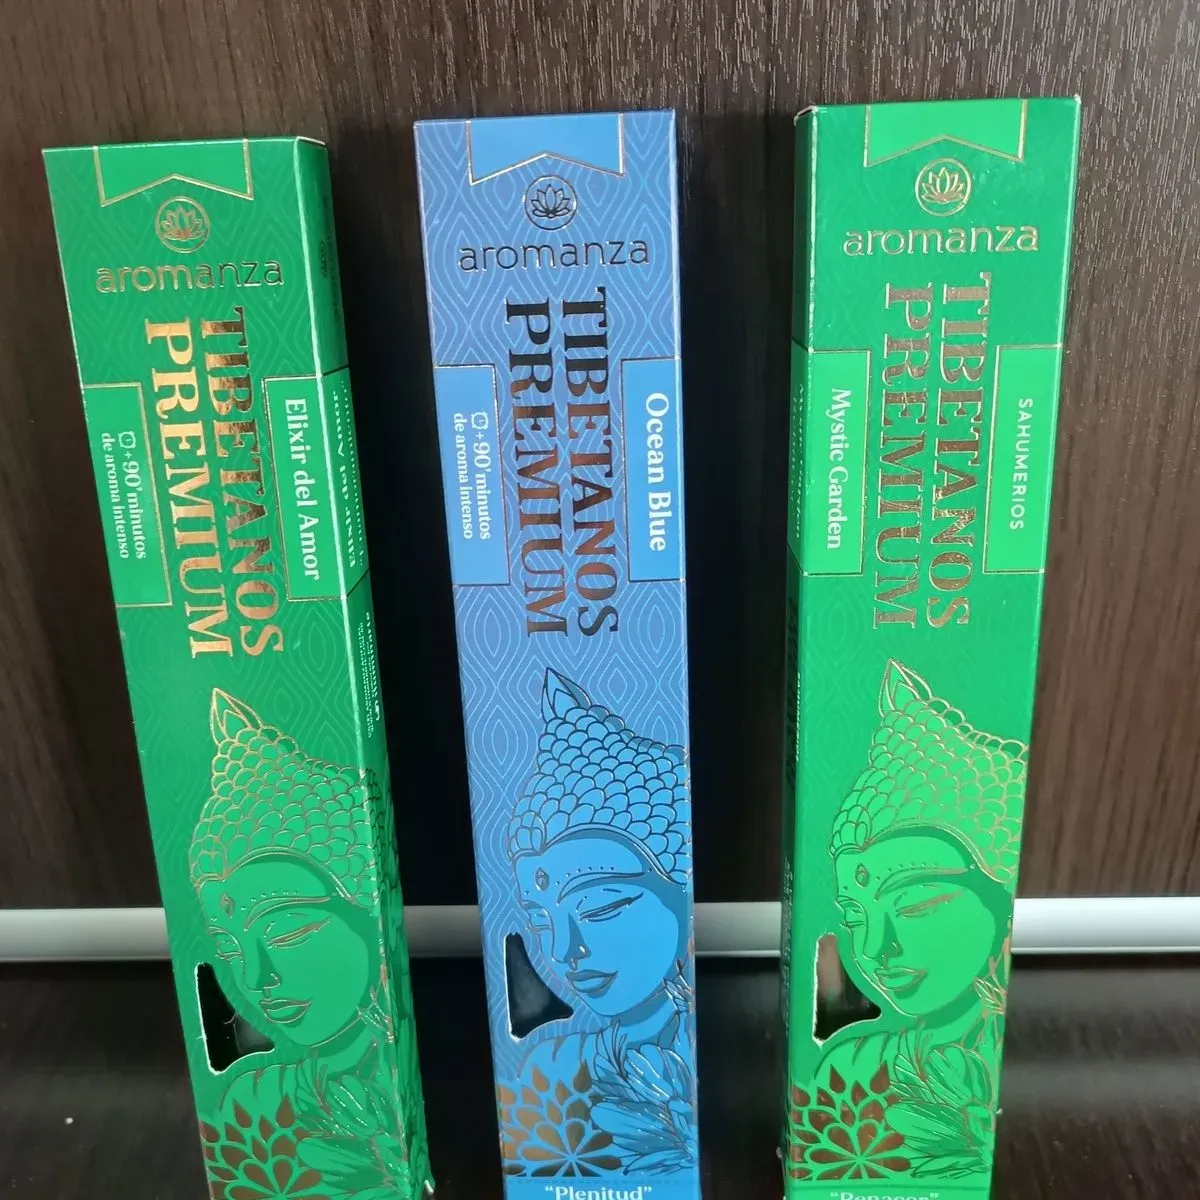 aromanza
TIBETANOS
PREMIUM
Elixir del Amor
+90' minutos
de aroma intenso
aromanza
TIBETANOS
PREMIUM
Ocean Blue
+90' minutos
de aroma intenso
"Plenitud"
aromanza
TIBETANOS
PREMIUM
SAHUMERIOS
Mystic Garden